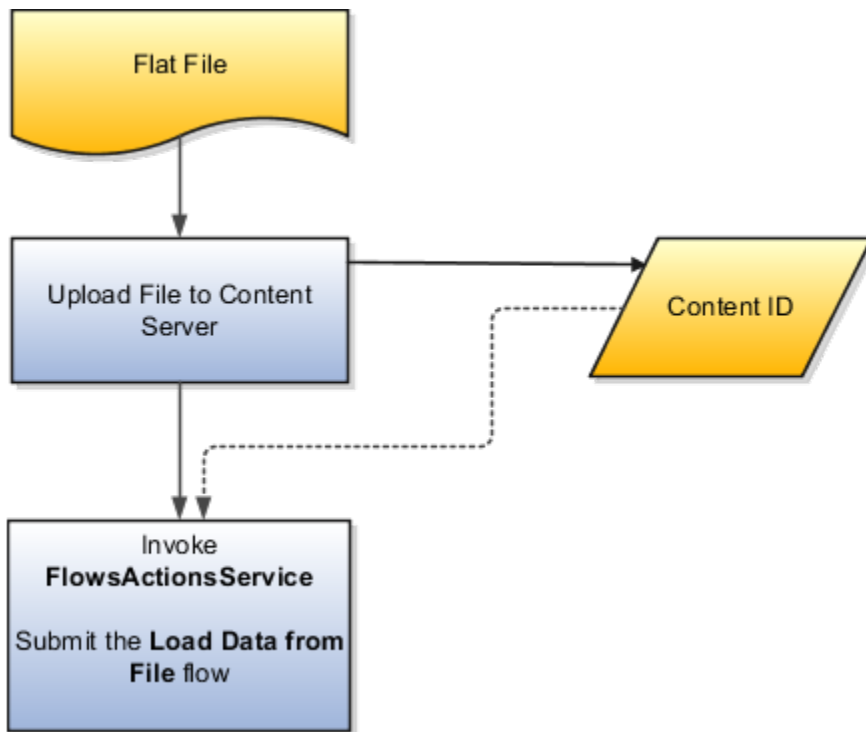 Flat File
Upload File to Content
Server
Content ID
Invoke
FlowsActionsService
Submit the Load Data from
File flow